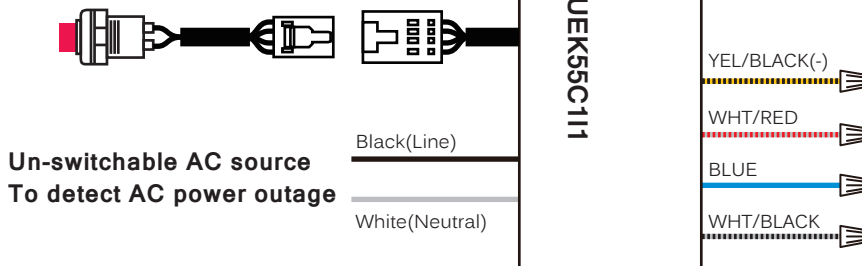 UEK55C1I1
YEL/BLACK(-)
WHT/RED
Black(Line)
Un-switchable AC source
BLUE
To detect AC power outage
WHT/BLACK
White(Neutral)